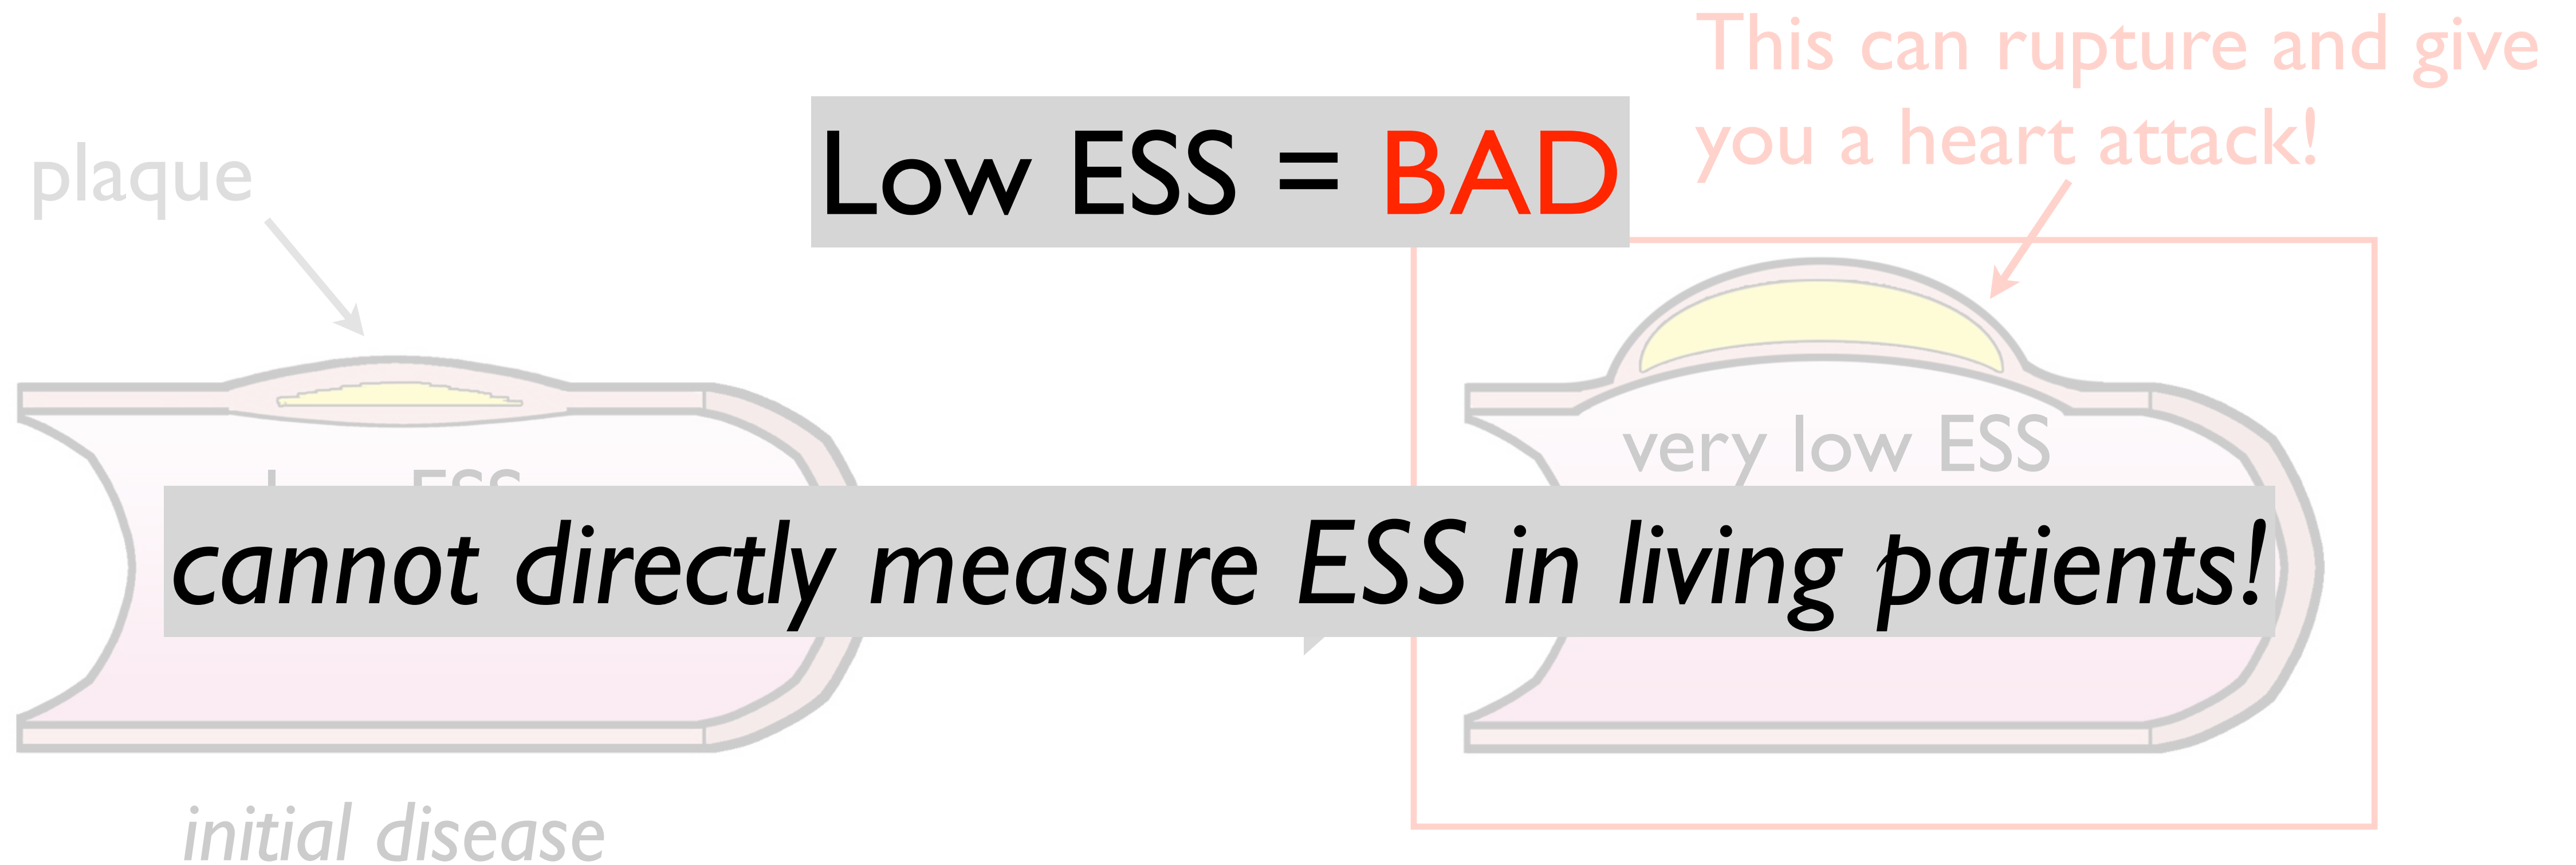 This can rupture and give
you a heart attack!
Low ESS = BAD
plaque
very low ESS
ESS
cannot directly measure ESS in living patients!
initial disease